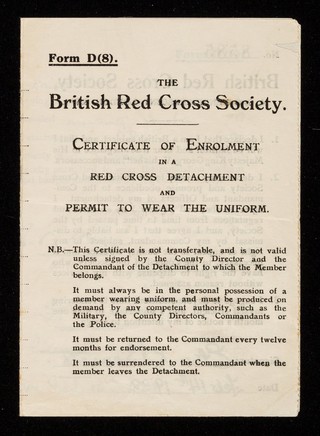 Form D(8).
THE
British Red Cross Society.
CERTIFICATE OF ENROLMENT
IN A
RED CROSS DETACHMENT
AND
PERMIT TO WEAR THE UNIFORM.
N.B.—This Certificate is not transferable, and is not valid
unless signed by the County Director and the
Commandant of the Detachment to which the Member
belongs.
It must always be in the personal possession of a
member wearing uniform, and must be produced on
demand by any competent authority, such as the
Military, the County Directors, Commandants or
the Police.
It must be returned to the Commandant every twelve
months for endorsement.
It must be surrendered to the Commandant when the
member leaves the Detachment.